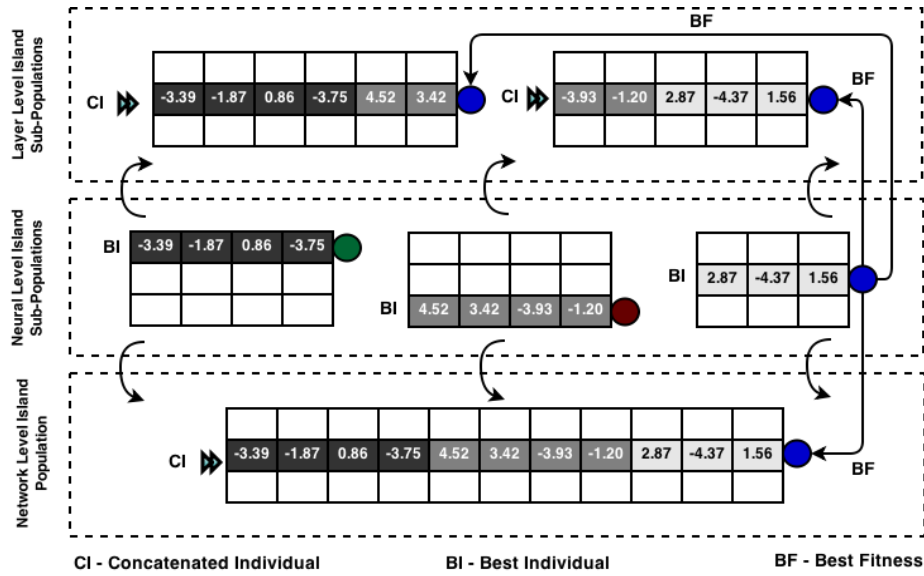 BF
Layer Level Island
Sub-Populations
CI -3.39 -1.87 0.86 -3.75 4.52 3.42
CI -3.93 -1.20 2.87 -4.37 1.56
BF
Neural Level Island
Sub-Populations
BI -3.39 -1.87 0.86 -3.75
BI 4.52 3.42 -3.93 -1.20
BI 2.87 -4.37 1.56
Network Level Island
Population
CI -3.39 -1.87 0.86 -3.75 4.52 3.42 -3.93 -1.20 2.87 -4.37 1.56
BF
CI - Concatenated Individual
BI - Best Individual
BF - Best Fitness